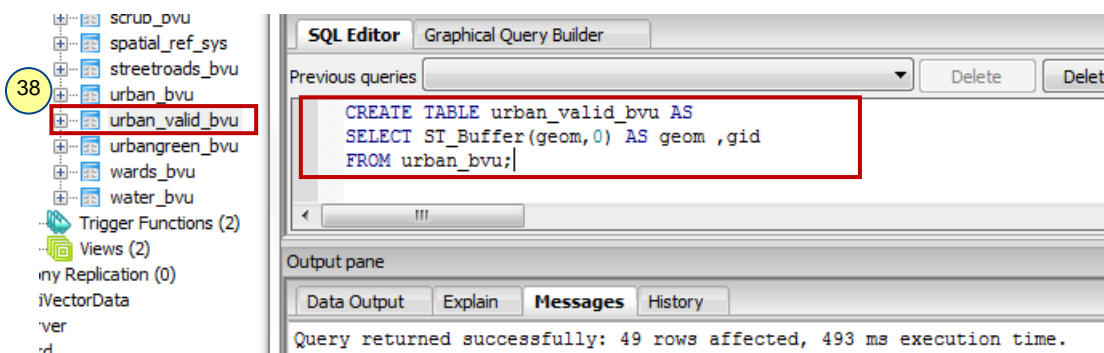 scrub_bvu
spatial_ref_sys
streetroads_bvu
38
urban_bvu
urban_valid_bvu
urbangreen_bvu
wards_bvu
water_bvu
Trigger Functions (2)
Views (2)
ony Replication (0)
iVectorData
SQL Editor
Graphical Query Builder
Previous queries
Delete
Delet
CREATE TABLE urban_valid_bvu AS
SELECT ST_Buffer(geom,0) AS geom ,gid
FROM urban_bvu;
Output pane
Data Output
Explain
Messages
History
Query returned successfully: 49 rows affected, 493 ms execution time.